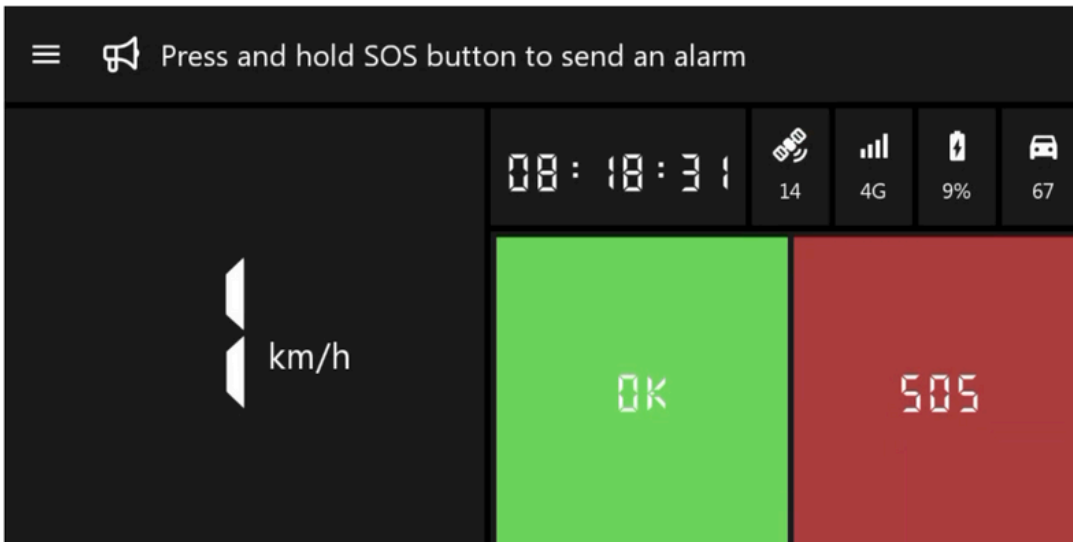 Press and hold SOS button to send an alarm
08:18:31
14
4G
9%
67
1 km/h
OK
SOS